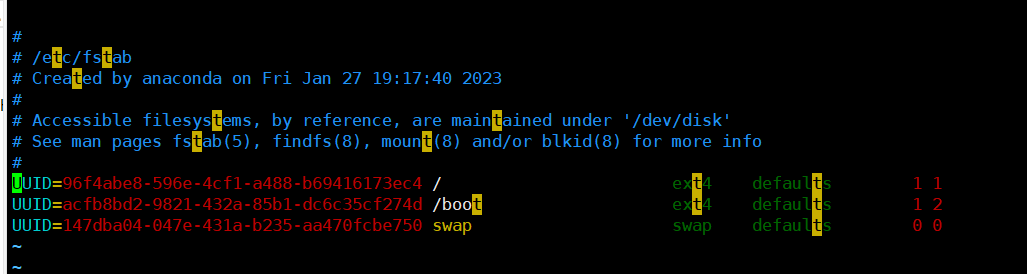 #
# /etc/fstab
# Created by anaconda on Fri Jan 27 19:17:40 2023
#
# Accessible filesystems, by reference, are maintained under '/dev/disk'
# See man pages fstab(5), findfs(8), mount(8) and/or blkid(8) for more info
#
UUID=96f4abe8-596e-4cf1-a488-b69416173ec4 /                       ext4    defaults        1 1
UUID=acfb8bd2-9821-432a-85b1-dc6c35cf274d /boot                   ext4    defaults        1 2
UUID=147dba04-047e-431a-b235-aa470fcbe750 swap                    swap    defaults        0 0
~
~